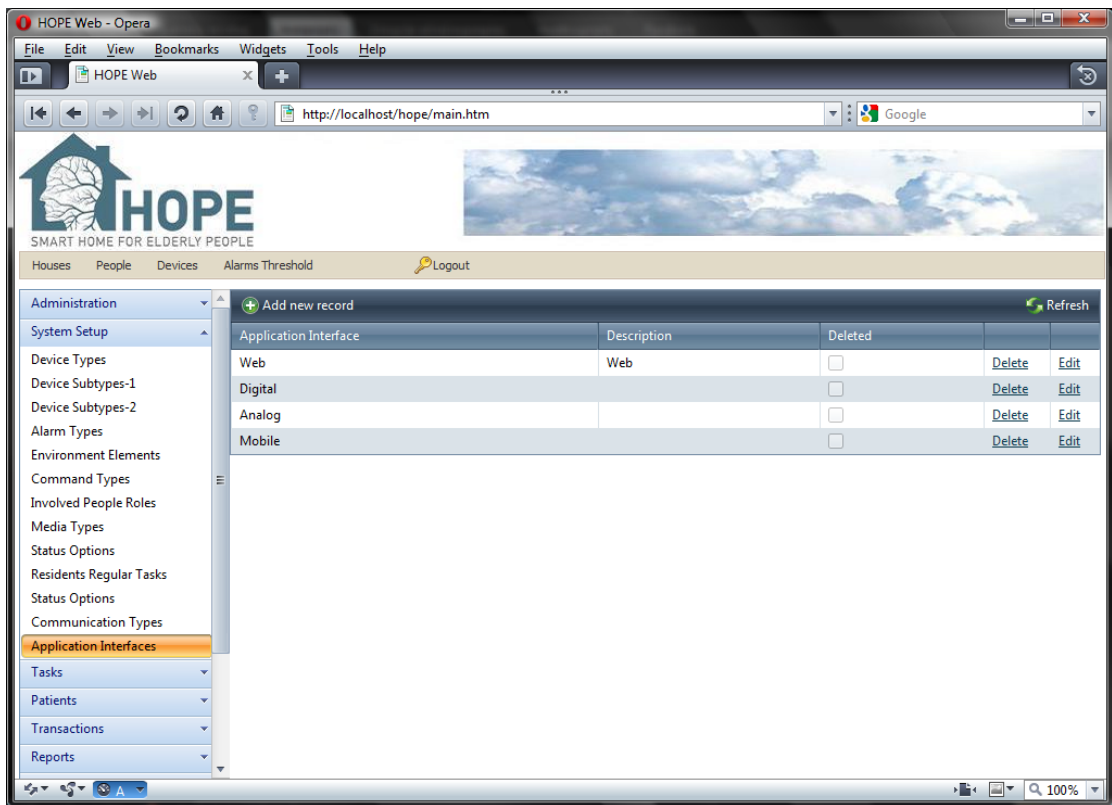 HOPE Web - Opera
File Edit View Bookmarks Widgets Tools Help
HOPE Web
http://localhost/hope/main.htm Google
HOPE
SMART HOME FOR ELDERLY PEOPLE
Houses People Devices Alarms Threshold Logout
Administration
System Setup
Device Types
Device Subtypes-1
Device Subtypes-2
Alarm Types
Environment Elements
Command Types
Involved People Roles
Media Types
Status Options
Residents Regular Tasks
Status Options
Communication Types
Application Interfaces
Tasks
Patients
Transactions
Reports
Add new record Refresh
Application Interface Description Deleted
Web Web Delete Edit
Digital Delete Edit
Analog Delete Edit
Mobile Delete Edit
A 100%